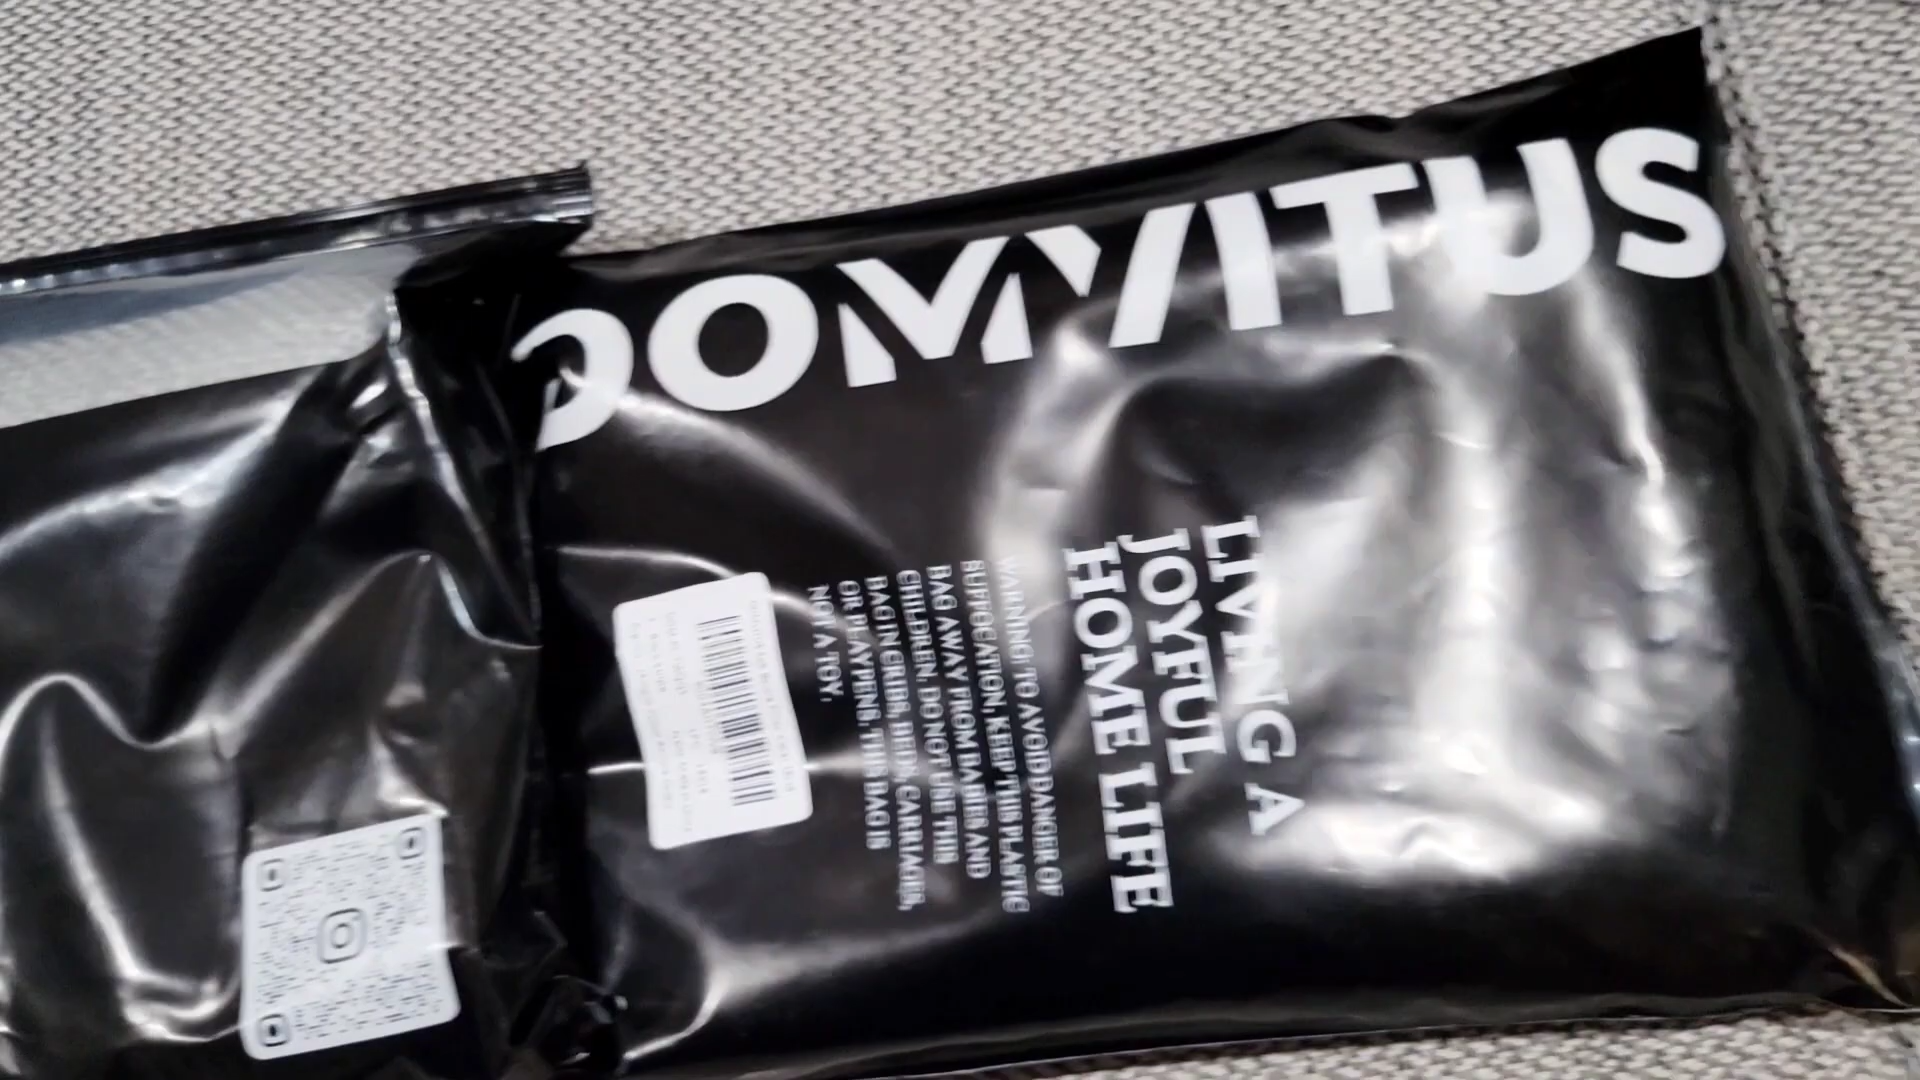 DOMVITUS
LIVING A
JOYFUL
HOME LIFE
WARNING: TO AVOID DANGER OF
SUFFOCATION, KEEP THIS PLASTIC
BAG AWAY FROM BABIES AND
CHILDREN. DO NOT USE THIS
BAG IN CRIBS, BEDS, CARRIAGES,
OR PLAYPENS. THIS BAG IS
NOT A TOY.